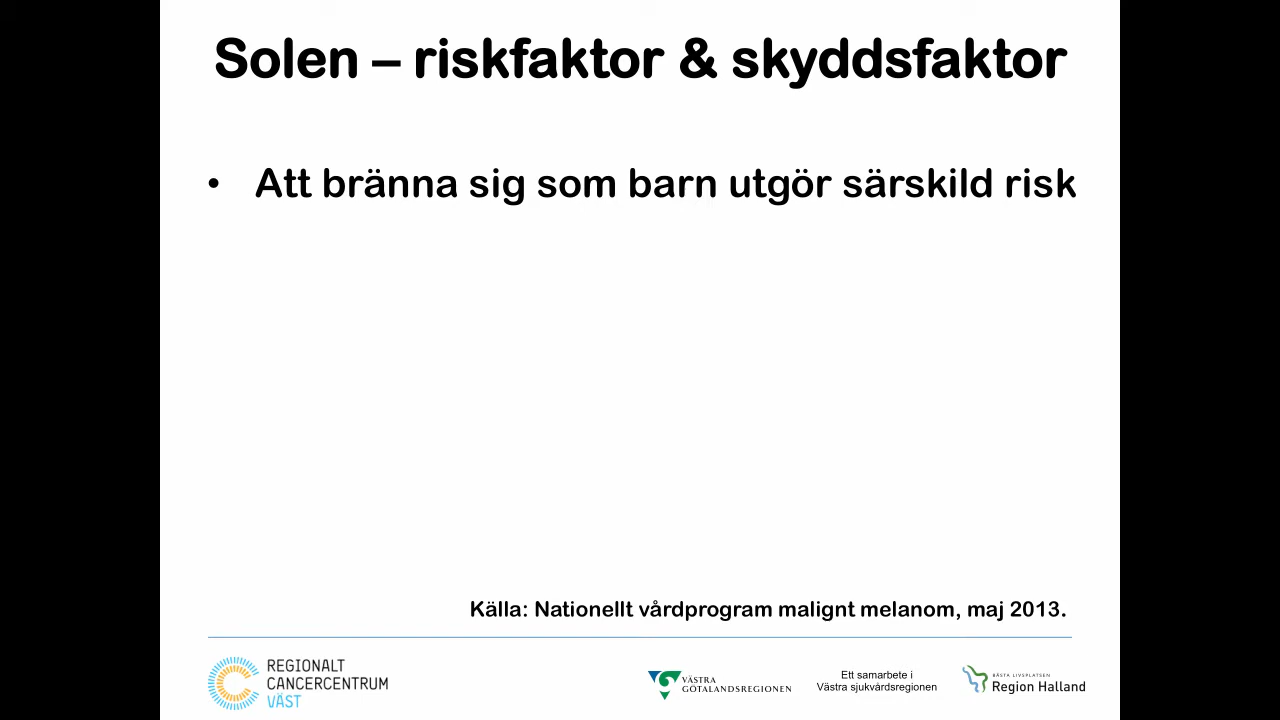 Solen – riskfaktor & skyddsfaktor
• Att bränna sig som barn utgör särskild risk
Källa: Nationellt vårdprogram malignt melanom, maj 2013.
REGIONALT
CANCERCENTRUM
VÄST
VÄSTRA
GÖTALANDSREGIONEN
Ett samarbete i
Västra sjukvårdsregionen
BÄSTA LIVSPLATSEN
Region Halland